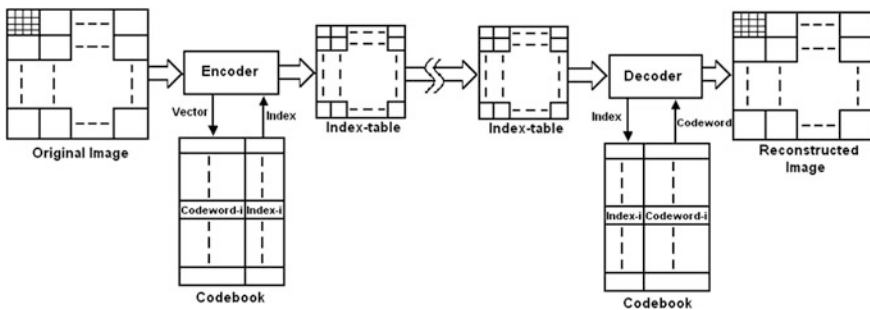 Original Image
Encoder
Vector
Index
Codeword-i Index-i
Codebook
Index-table
Index-table
Decoder
Index
Codeword
Index-i Codeword-i
Codebook
Reconstructed
Image